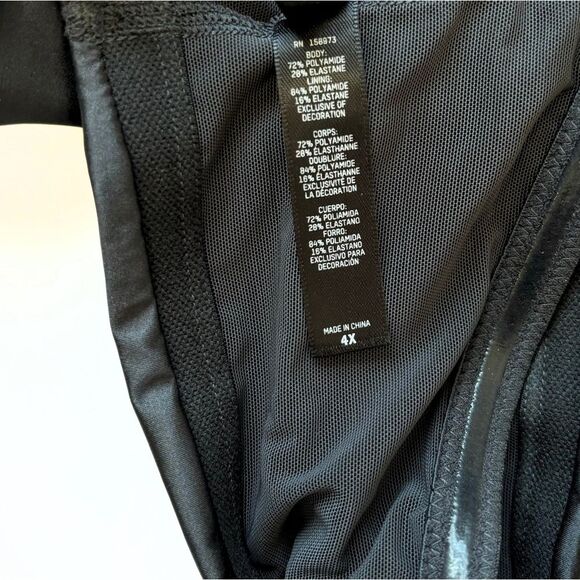 RN 158973
BODY:
72% POLYAMIDE
28% ELASTANE
LINING:
84% POLYAMIDE
16% ELASTANE
EXCLUSIVE OF
DECORATION
CORPS:
72% POLYAMIDE
28% ÉLASTHANNE
DOUBLURE:
84% POLYAMIDE
16% ÉLASTHANNE
EXCLUSIVITÉ DE
LA DÉCORATION
CUERPO:
72% POLIAMIDA
28% ELASTANO
FORRO:
84% POLIAMIDA
16% ELASTANO
EXCLUSIVO PARA
DECORACIÓN
MADE IN CHINA
4X